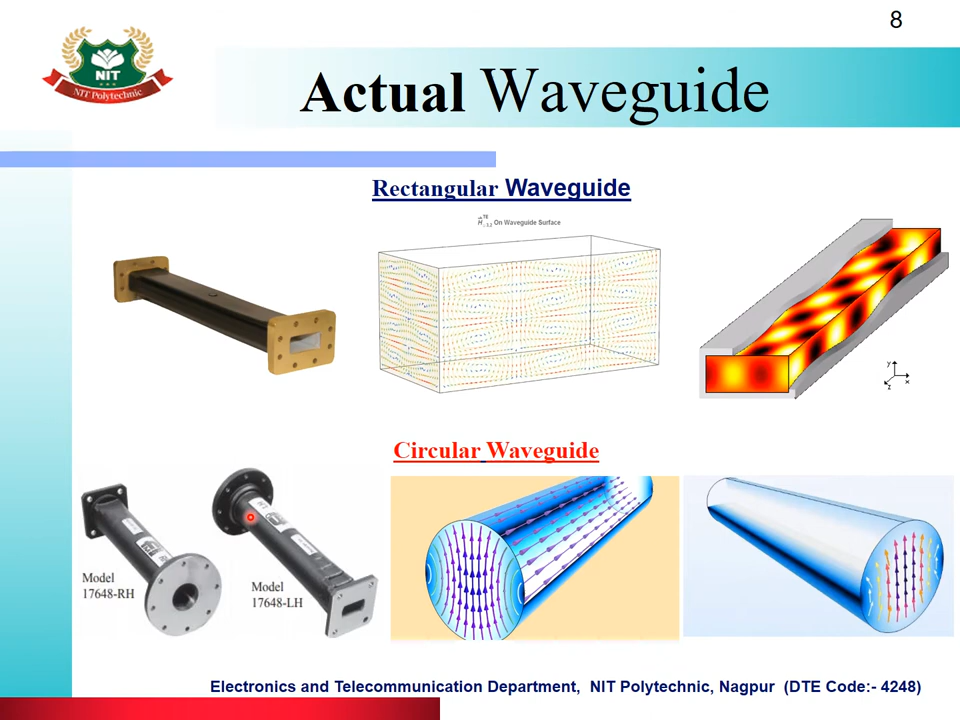 8
NIT
NIT Polytechnic
Actual Waveguide
Rectangular Waveguide
On Waveguide Surface
y
x
z
Circular Waveguide
Model
17648-RH
Model
17648-LH
Electronics and Telecommunication Department, NIT Polytechnic, Nagpur (DTE Code:- 4248)